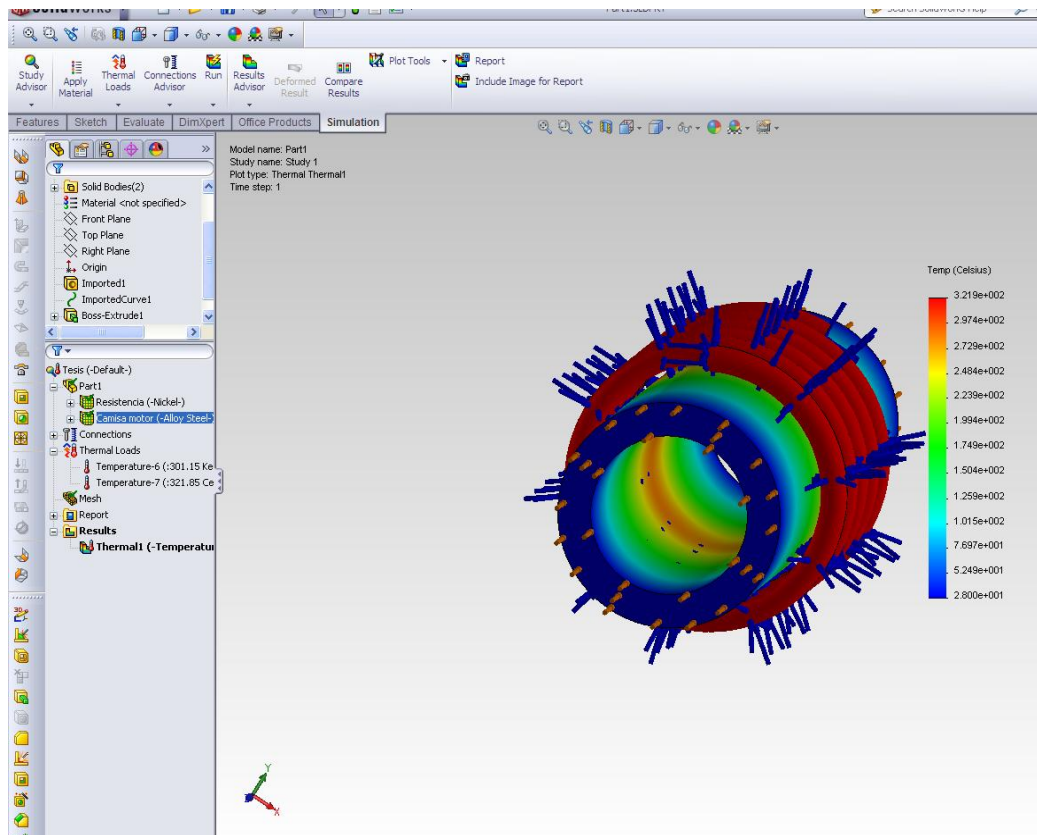 Study Advisor
Apply Material
Thermal Loads
Connections Advisor
Run
Results Advisor
Deformed Result
Compare Results
Plot Tools
Report
Include Image for Report
Features
Sketch
Evaluate
DimXpert
Office Products
Simulation
Solid Bodies(2)
Material <not specified>
Front Plane
Top Plane
Right Plane
Origin
Imported1
ImportedCurve1
Boss-Extrude1
Tesis (-Default-)
Part1
Resistencia (-Nickel-)
Camisa motor (-Alloy Steel-)
Connections
Thermal Loads
Temperature-6 (:301.15 Ke
Temperature-7 (:321.85 Ce
Mesh
Report
Results
Thermal1 (-Temperatu
Model name: Part1
Study name: Study 1
Plot type: Thermal Thermal1
Time step: 1
Temp (Celsius)
3.219e+002
2.974e+002
2.729e+002
2.484e+002
2.239e+002
1.994e+002
1.749e+002
1.504e+002
1.259e+002
1.015e+002
7.697e+001
5.249e+001
2.800e+001
Y
X